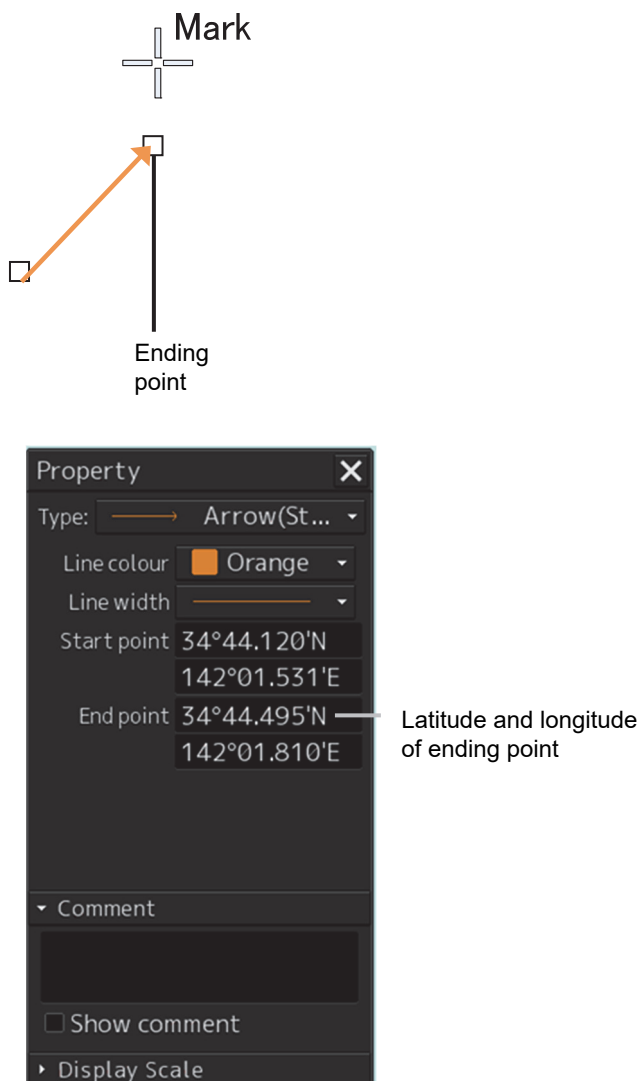 Mark
Ending
point
Property
Type: Arrow(St...
Line colour Orange
Line width
Start point 34°44.120'N
142°01.531'E
End point 34°44.495'N
142°01.810'E
Latitude and longitude
of ending point
Comment
Show comment
Display Scale